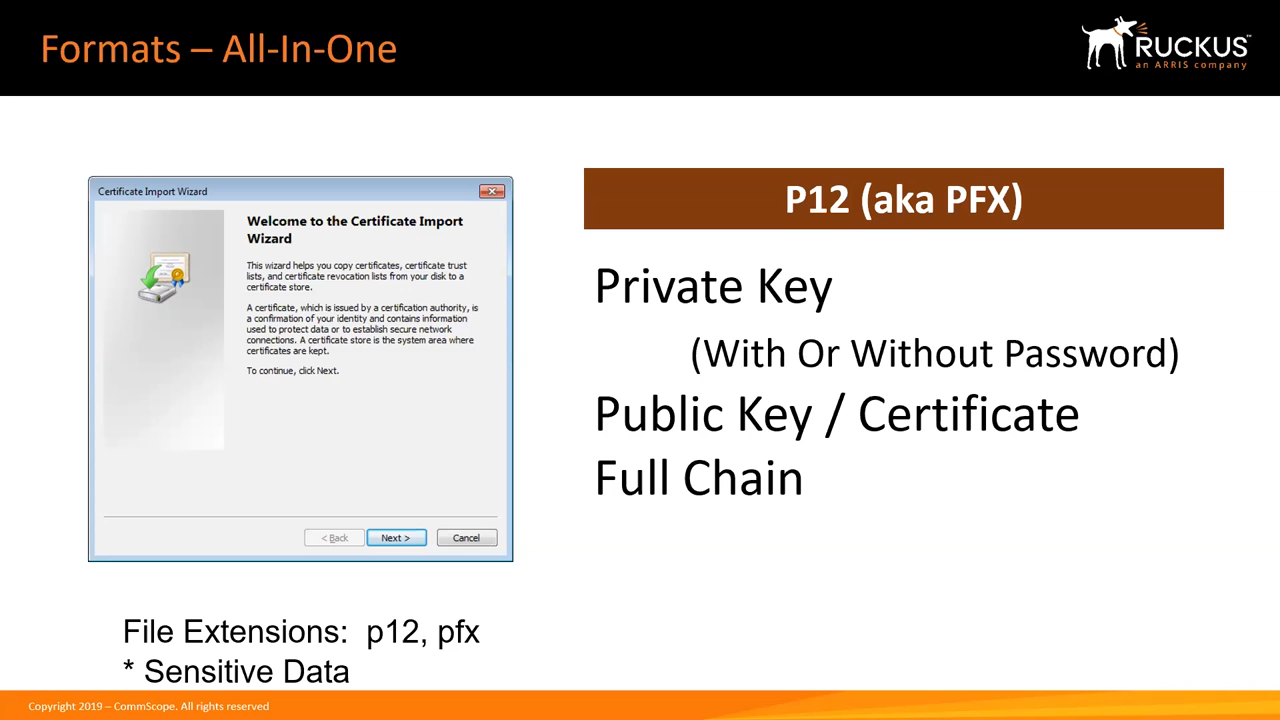 Formats – All-In-One
RUCKUS™
an ARRIS company
Certificate Import Wizard
Welcome to the Certificate Import
Wizard
This wizard helps you copy certificates, certificate trust
lists, and certificate revocation lists from your disk to a
certificate store.
A certificate, which is issued by a certification authority, is
a confirmation of your identity and contains information
used to protect data or to establish secure network
connections. A certificate store is the system area where
certificates are kept.
To continue, click Next.
< Back
Next >
Cancel
P12 (aka PFX)
Private Key
(With Or Without Password)
Public Key / Certificate
Full Chain
File Extensions: p12, pfx
* Sensitive Data
Copyright 2019 – CommScope. All rights reserved